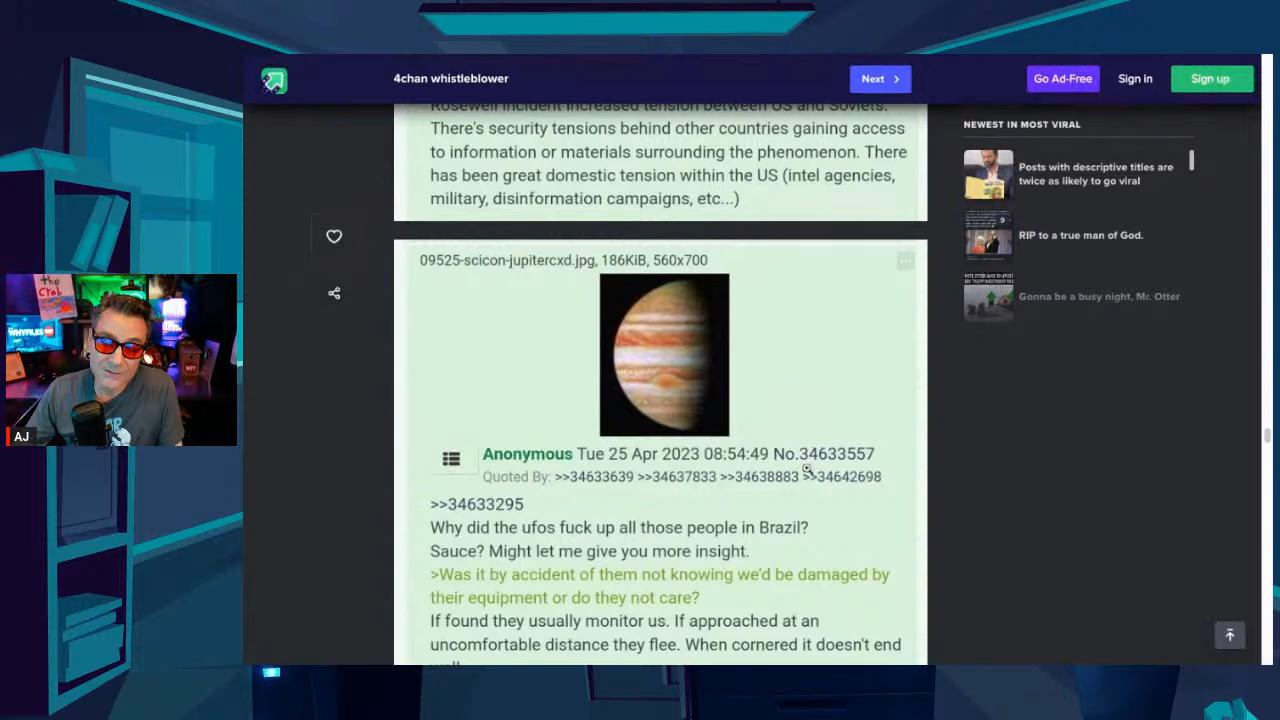 4chan whistleblower
Next
Go Ad-Free
Sign in
Sign up
Rosewell incident increased tension between US and Soviets.
There's security tensions behind other countries gaining access
to information or materials surrounding the phenomenon. There
has been great domestic tension within the US (intel agencies,
military, disinformation campaigns, etc...)
NEWEST IN MOST VIRAL
Posts with descriptive titles are
twice as likely to go viral
RIP to a true man of God.
Gonna be a busy night, Mr. Otter
09525-scicon-jupitercxd.jpg, 186KiB, 560x700
Anonymous Tue 25 Apr 2023 08:54:49 No.34633557
Quoted By: >>34633639 >>34637833 >>34638883 >>34642698
>>34633295
Why did the ufos fuck up all those people in Brazil?
Sauce? Might let me give you more insight.
>Was it by accident of them not knowing we'd be damaged by
their equipment or do they not care?
If found they usually monitor us. If approached at an
uncomfortable distance they flee. When cornered it doesn't end
The Crab
WHYFILES
AJ